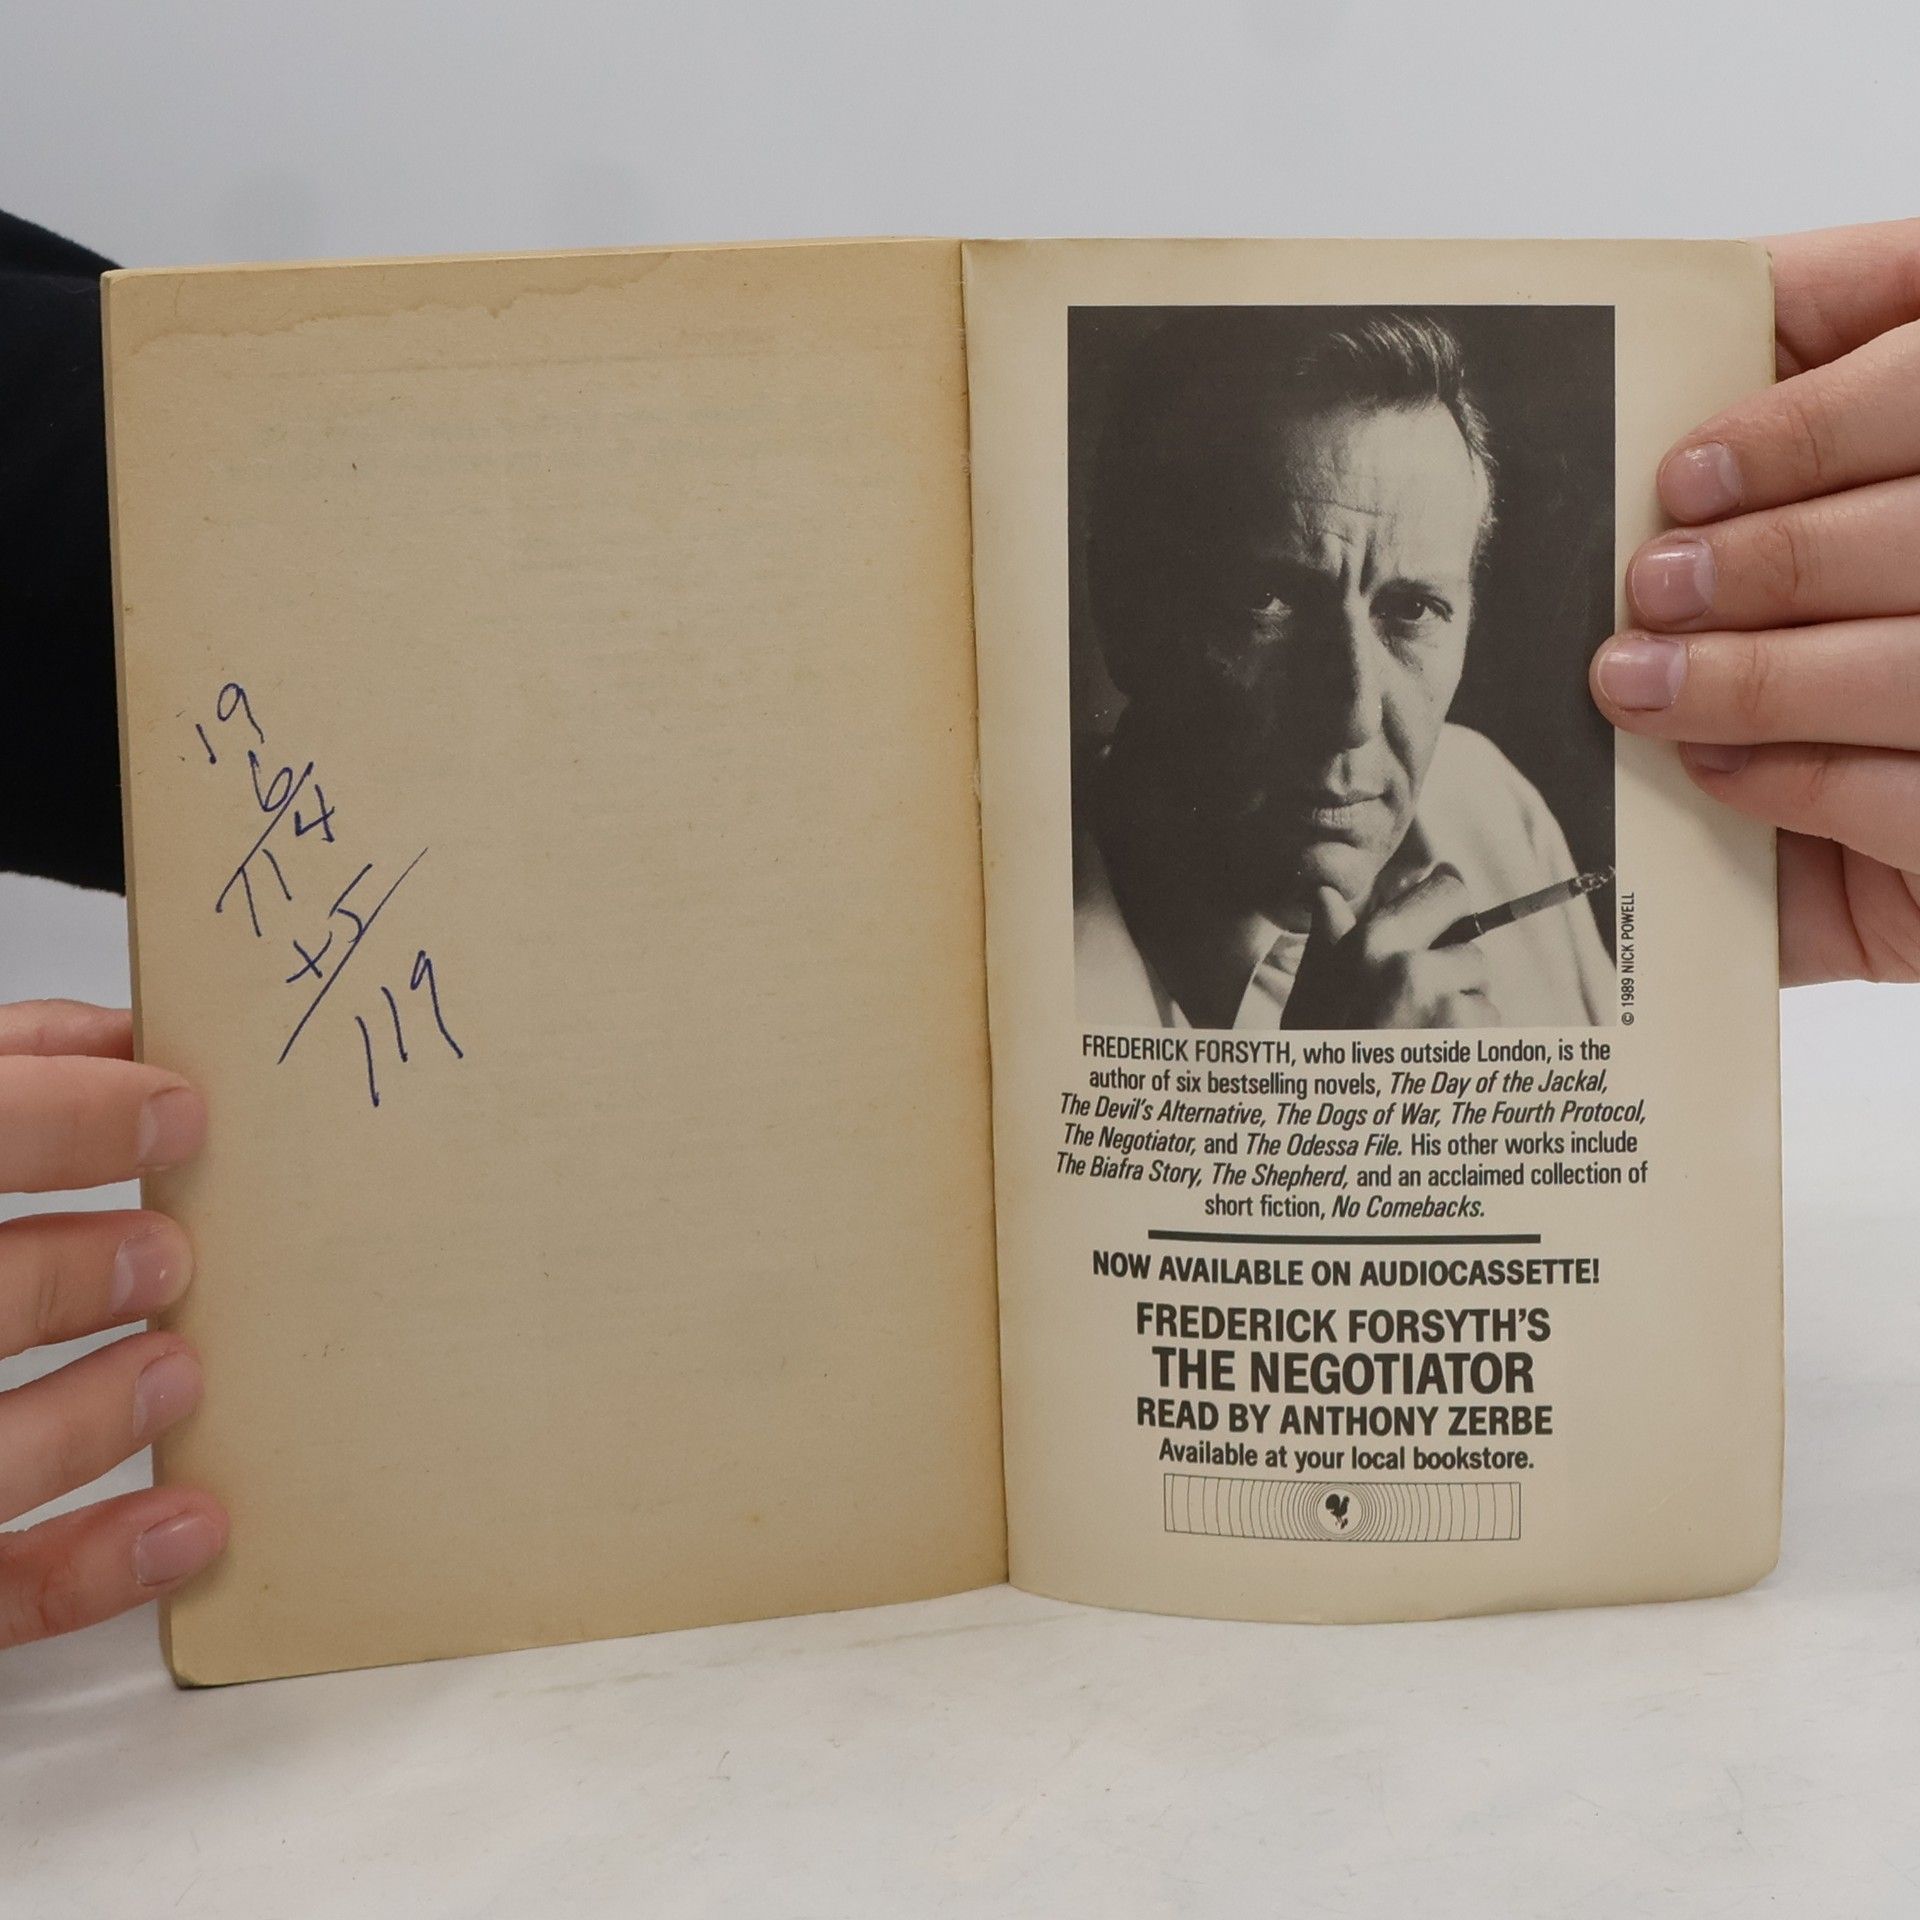 19
6
114
+5
119
© 1989 NICK POWELL
FREDERICK FORSYTH, who lives outside London, is the
author of six bestselling novels, The Day of the Jackal,
The Devil's Alternative, The Dogs of War, The Fourth Protocol,
The Negotiator, and The Odessa File. His other works include
The Biafra Story, The Shepherd, and an acclaimed collection of
short fiction, No Comebacks.
NOW AVAILABLE ON AUDIOCASSETTE!
FREDERICK FORSYTH'S
THE NEGOTIATOR
READ BY ANTHONY ZERBE
Available at your local bookstore.